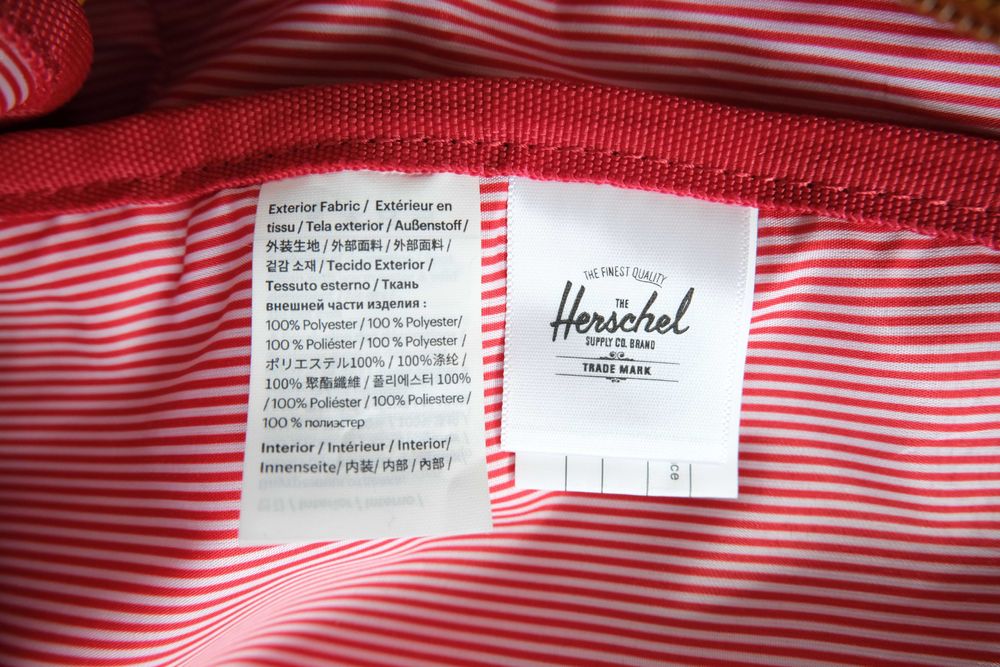 Exterior Fabric / Extérieur en
tissu / Tela exterior / Außenstoff /
外装生地 / 外部面料 / 外部面料 /
겉감 소재 / Tecido Exterior /
Tessuto esterno / Ткань
внешней части изделия :
100% Polyester / 100 % Polyester/
100 % Poliéster / 100 % Polyester /
ポリエステル100% / 100%涤纶 /
100% 聚酯纖維 / 폴리에스터 100%
/ 100% Poliéster / 100% Poliestere /
100 % полиэстер
Interior / Intérieur / Interior/
Innenseite/ 内装/ 内部 / 內部 /
THE FINEST QUALITY
THE
Herschel
SUPPLY CO. BRAND
TRADE MARK
ce